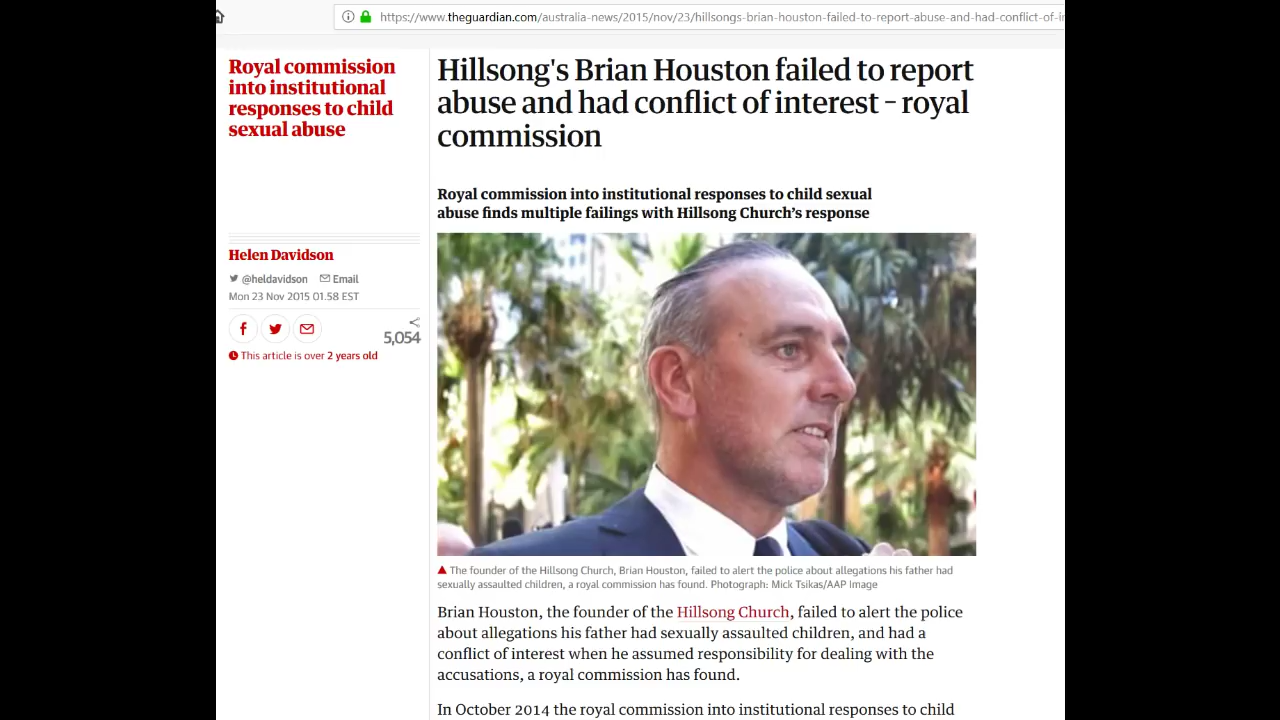 https://www.theguardian.com/australia-news/2015/nov/23/hillsongs-brian-houston-failed-to-report-abuse-and-had-conflict-of-i
Royal commission
into institutional
responses to child
sexual abuse
Helen Davidson
@heldavidson Email
Mon 23 Nov 2015 01.58 EST
5,054
This article is over 2 years old
Hillsong's Brian Houston failed to report
abuse and had conflict of interest – royal
commission
Royal commission into institutional responses to child sexual
abuse finds multiple failings with Hillsong Church’s response
The founder of the Hillsong Church, Brian Houston, failed to alert the police about allegations his father had
sexually assaulted children, a royal commission has found. Photograph: Mick Tsikas/AAP Image
Brian Houston, the founder of the Hillsong Church, failed to alert the police
about allegations his father had sexually assaulted children, and had a
conflict of interest when he assumed responsibility for dealing with the
accusations, a royal commission has found.
In October 2014 the royal commission into institutional responses to child